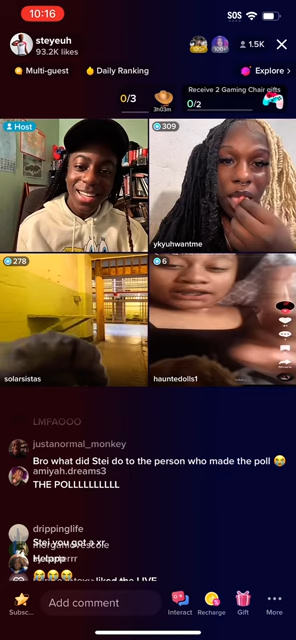 10:16
SOS
steyeuh
93.2K likes
100+
1.5K
Multi-guest
Daily Ranking
Explore >
0/3
9h03m
Receive 2 Gaming Chair gifts
0/2
Host
309
ykyuhwantme
278
solarsistas
6
hauntedolls1
LMFAOOO
justanormal_monkey
Bro what did Stei do to the person who made the poll 😭
amiyah.dreams3
THE POLLLLLLLLLL
drippinglife
Stei you got a xr
Helppp
😭😭😭
liked the LIVE
Subsc...
Add comment
Interact
Recharge
Gift
More